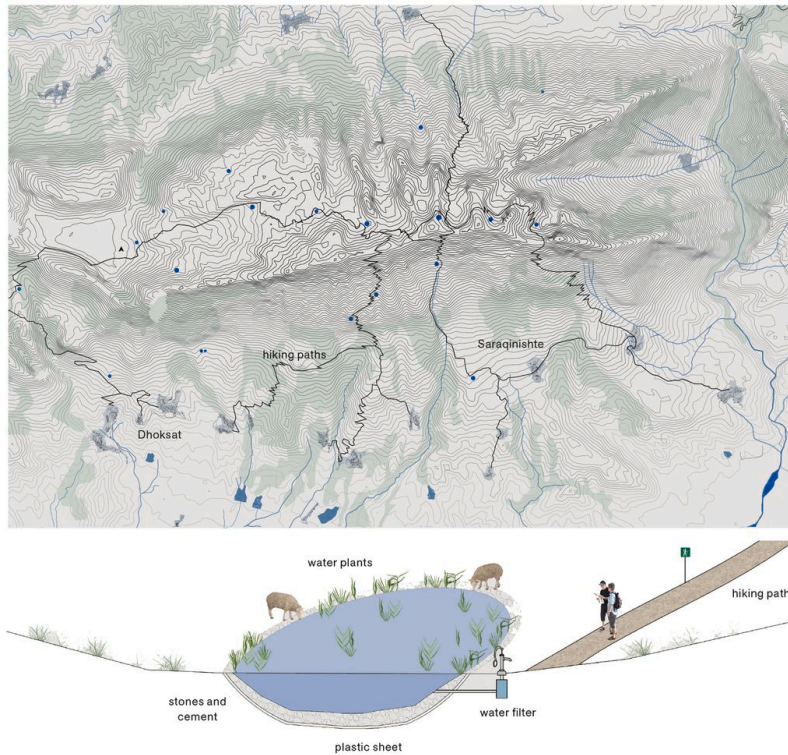 hiking paths
Saraqinishte
Dhoksat
water plants
hiking path
stones and
cement
water filter
plastic sheet